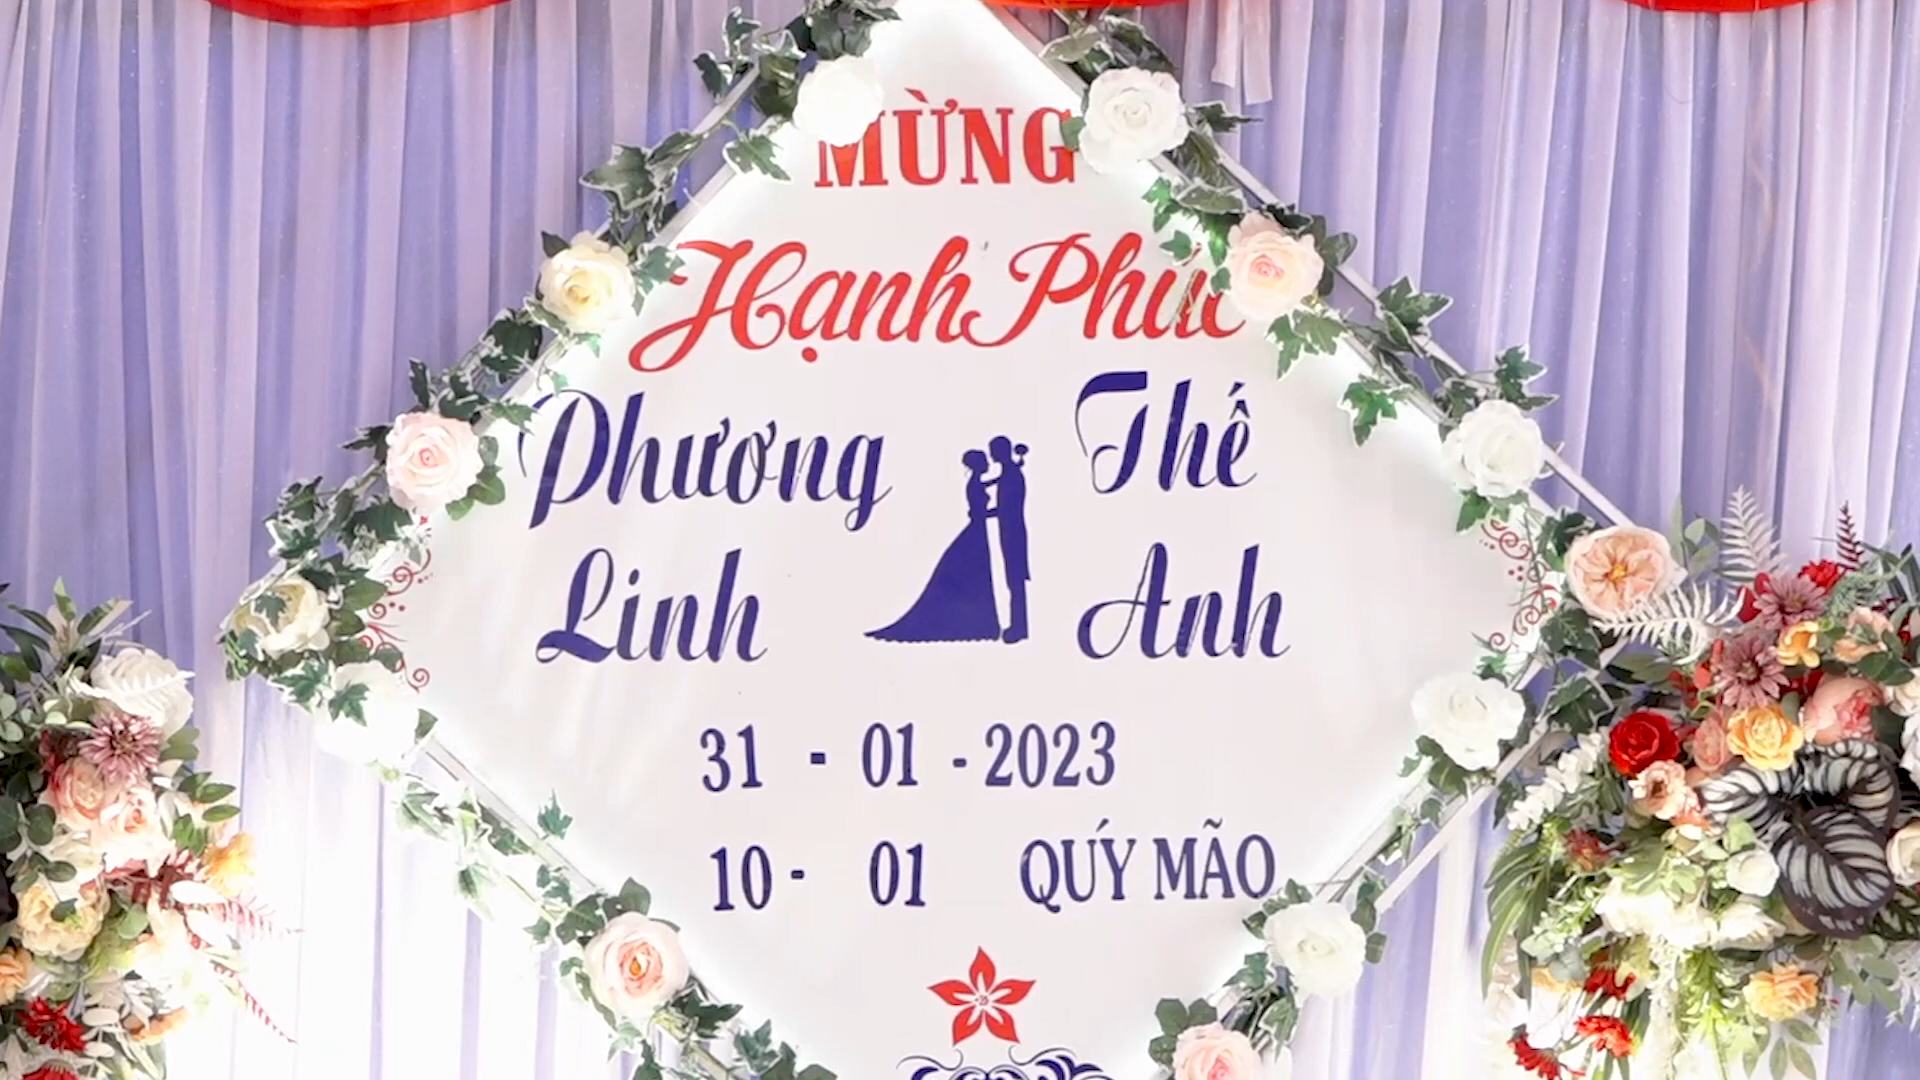 MỪNG
Hạnh Phúc
Phương Linh
Thế Anh
31 - 01 - 2023
10 - 01 QUÝ MÃO